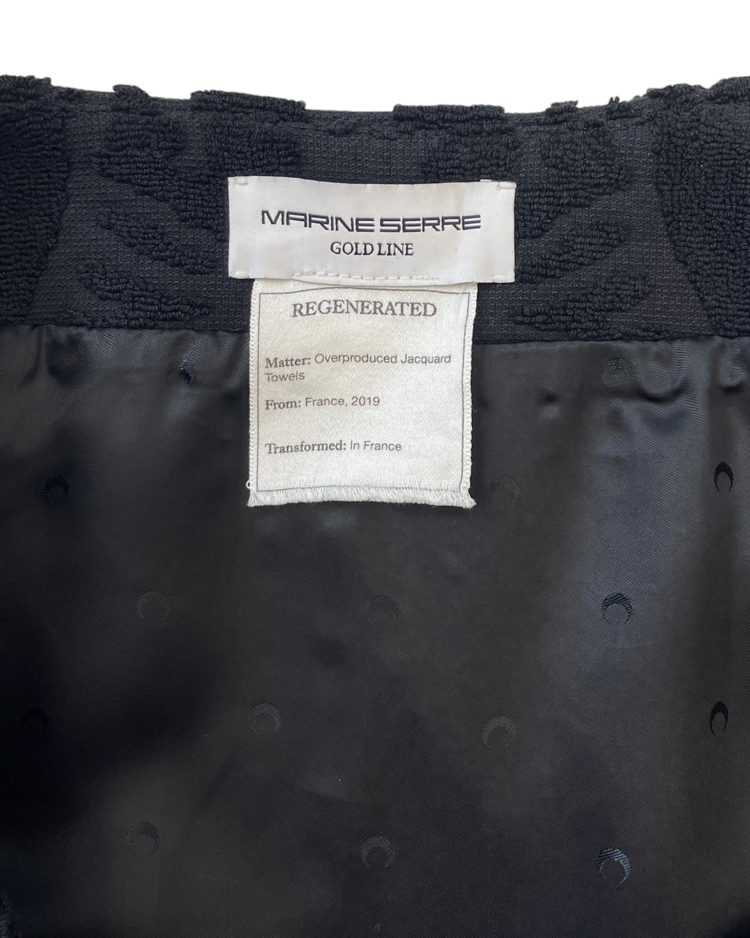 MARINE SERRE
GOLD LINE
REGENERATED
Matter: Overproduced Jacquard
Towels
From: France, 2019
Transformed: In France